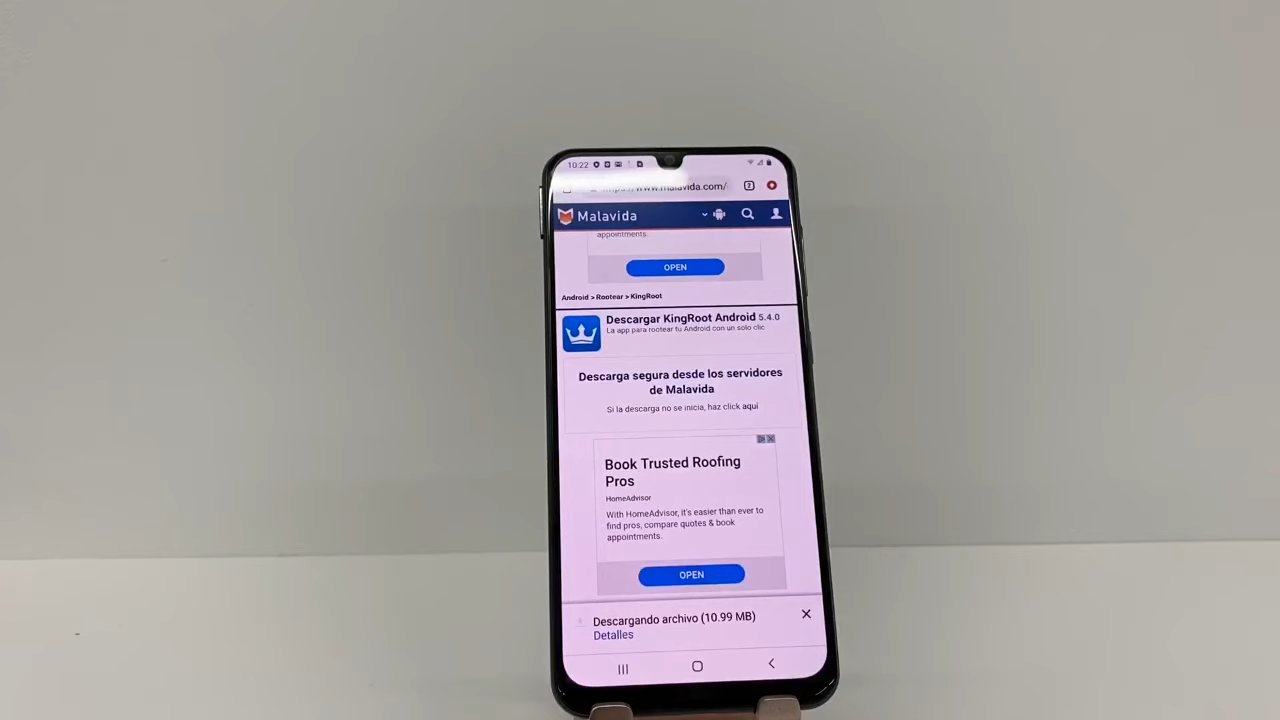 10:22
www.malavida.com/
2
Malavida
appointments.
OPEN
Android > Rootear > KingRoot
Descargar KingRoot Android 5.4.0
La app para rootear tu Android con un solo clic
Descarga segura desde los servidores
de Malavida
Si la descarga no se inicia, haz click aquí
Book Trusted Roofing
Pros
HomeAdvisor
With HomeAdvisor, it's easier than ever to
find pros, compare quotes & book
appointments.
OPEN
Descargando archivo (10.99 MB)
Detalles